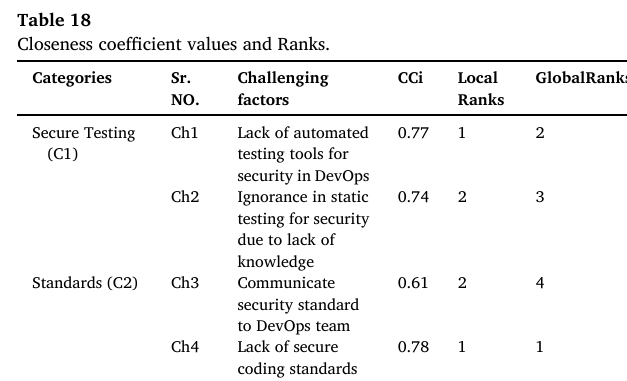 Table 18
Closeness coefficient values and Ranks.
Categories Sr. NO. Challenging factors CCi Local Ranks GlobalRanks
Secure Testing (C1) Ch1 Lack of automated testing tools for security in DevOps 0.77 1 2
Ch2 Ignorance in static testing for security due to lack of knowledge 0.74 2 3
Standards (C2) Ch3 Communicate security standard to DevOps team 0.61 2 4
Ch4 Lack of secure coding standards 0.78 1 1